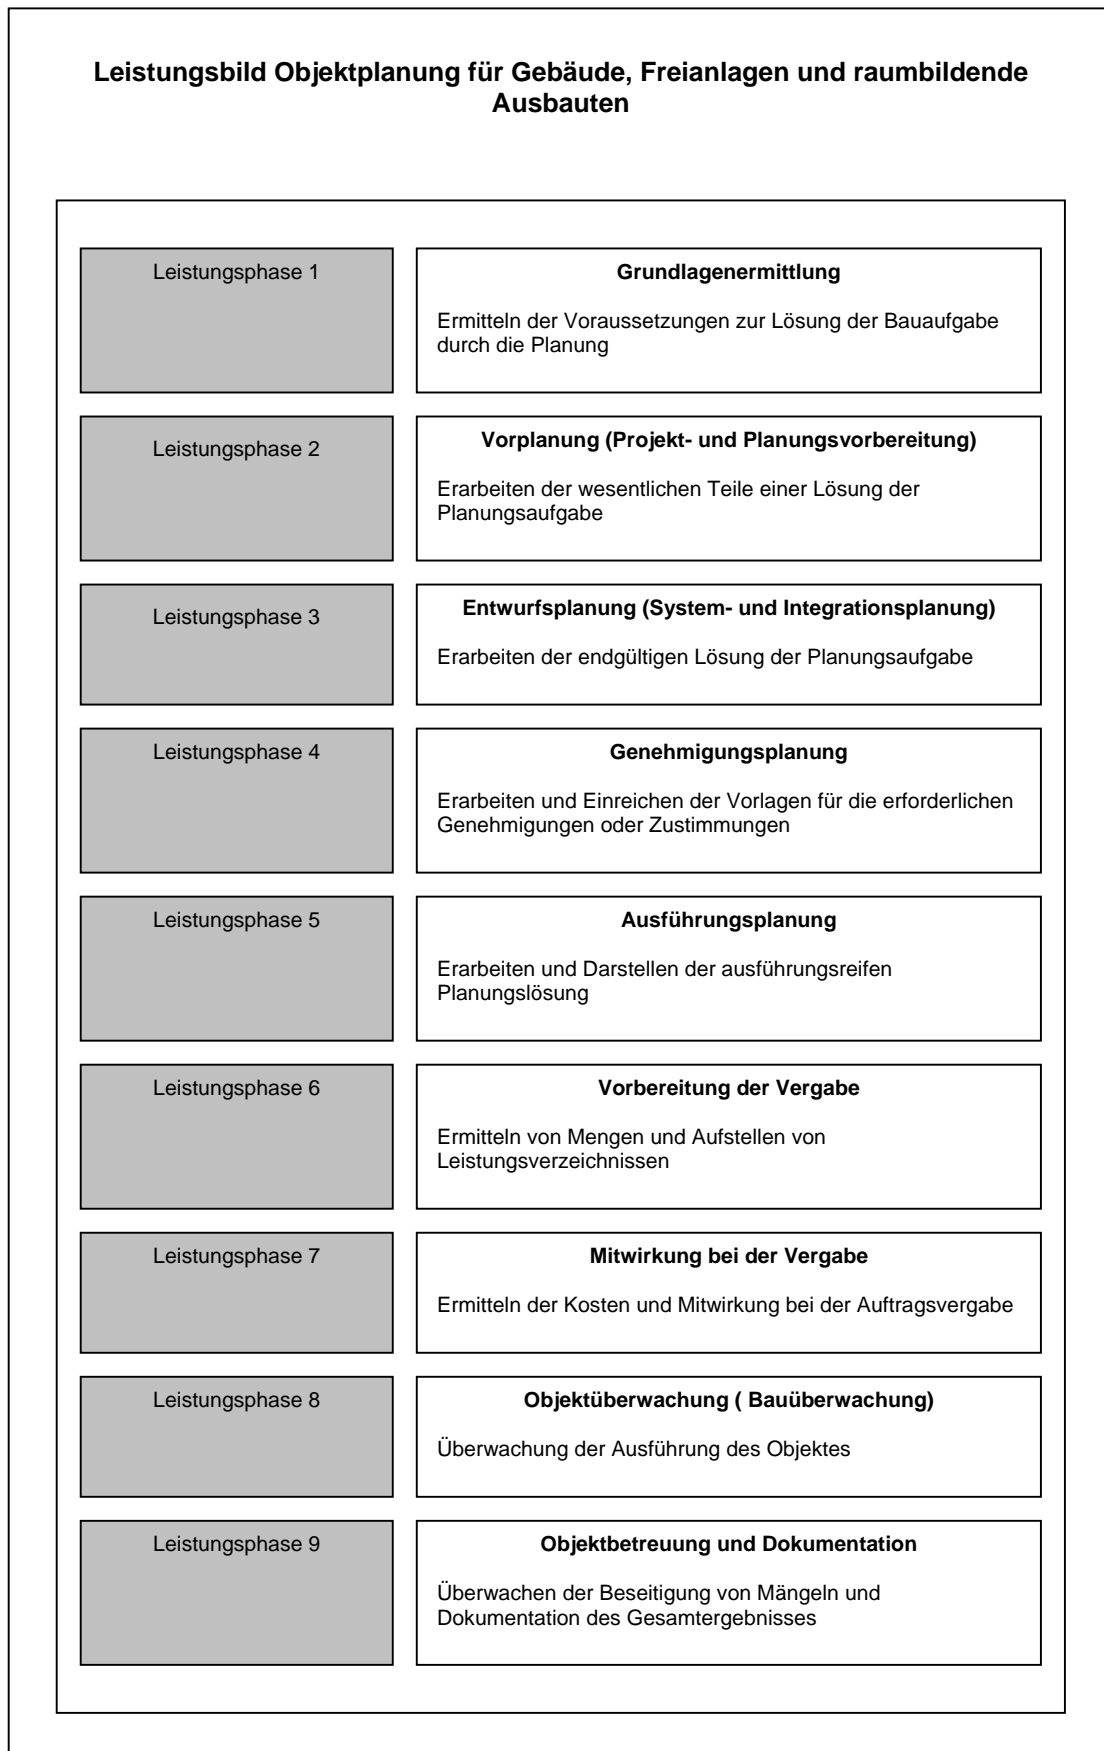 Leistungsbild Objektplanung für Gebäude, Freianlagen und raumbildende
Ausbauten
Leistungsphase 1
Grundlagenermittlung
Ermitteln der Voraussetzungen zur Lösung der Bauaufgabe
durch die Planung
Leistungsphase 2
Vorplanung (Projekt- und Planungsvorbereitung)
Erarbeiten der wesentlichen Teile einer Lösung der
Planungsaufgabe
Leistungsphase 3
Entwurfsplanung (System- und Integrationsplanung)
Erarbeiten der endgültigen Lösung der Planungsaufgabe
Leistungsphase 4
Genehmigungsplanung
Erarbeiten und Einreichen der Vorlagen für die erforderlichen
Genehmigungen oder Zustimmungen
Leistungsphase 5
Ausführungsplanung
Erarbeiten und Darstellen der ausführungsreifen
Planungslösung
Leistungsphase 6
Vorbereitung der Vergabe
Ermitteln von Mengen und Aufstellen von
Leistungsverzeichnissen
Leistungsphase 7
Mitwirkung bei der Vergabe
Ermitteln der Kosten und Mitwirkung bei der Auftragsvergabe
Leistungsphase 8
Objektüberwachung ( Bauüberwachung)
Überwachung der Ausführung des Objektes
Leistungsphase 9
Objektbetreuung und Dokumentation
Überwachen der Beseitigung von Mängeln und
Dokumentation des Gesamtergebnisses